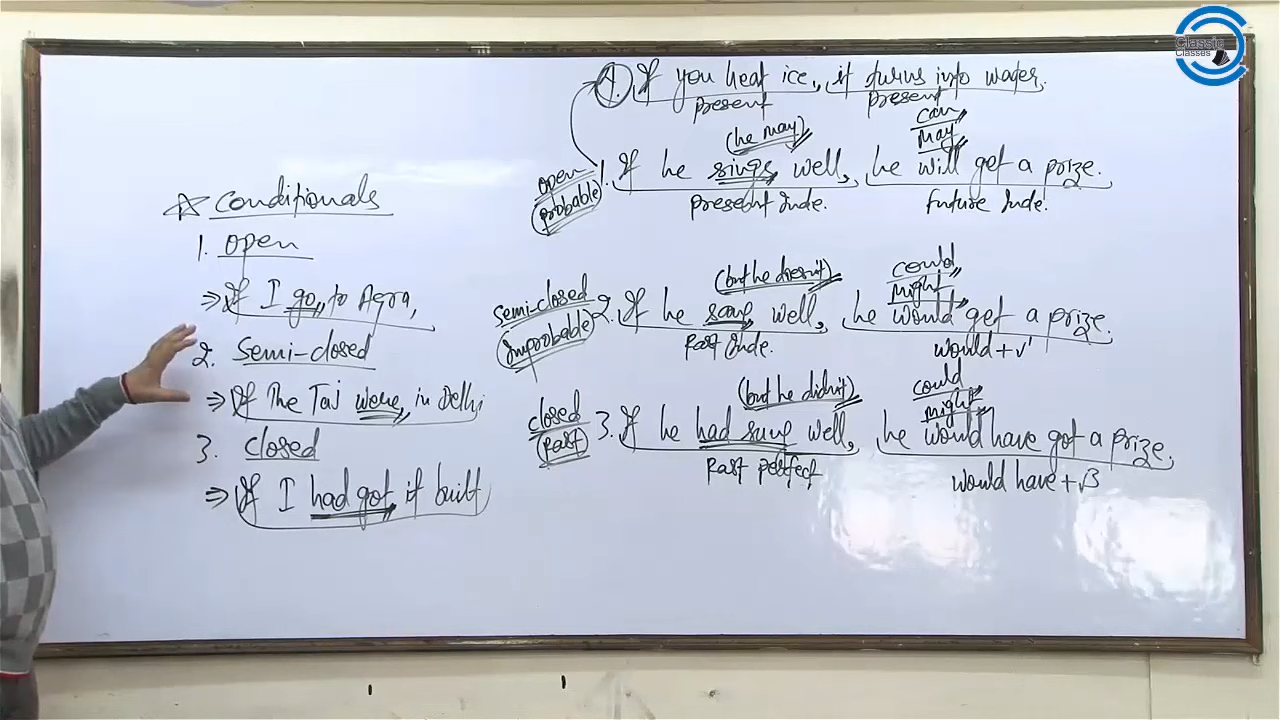 Classic
Classes
☆ Conditionals
1. open
⇒ If I go, to Agra,
2. Semi-closed
⇒ If The Taj were, in Delhi
3. closed
⇒ If I had got it built
4. If you heat ice, it turns into water.
present present
(he may) can
may
open
(probable)
1. If he sings well, he will get a prize.
present Inde. future Inde.
(but he doesn't) could
might
semi-closed
(Improbable)
2. If he sang well, he would get a prize.
Past Inde. would + v1
(but he didn't) could
might
closed
(Past)
3. If he had sung well, he would have got a prize.
Past perfect would have + v3